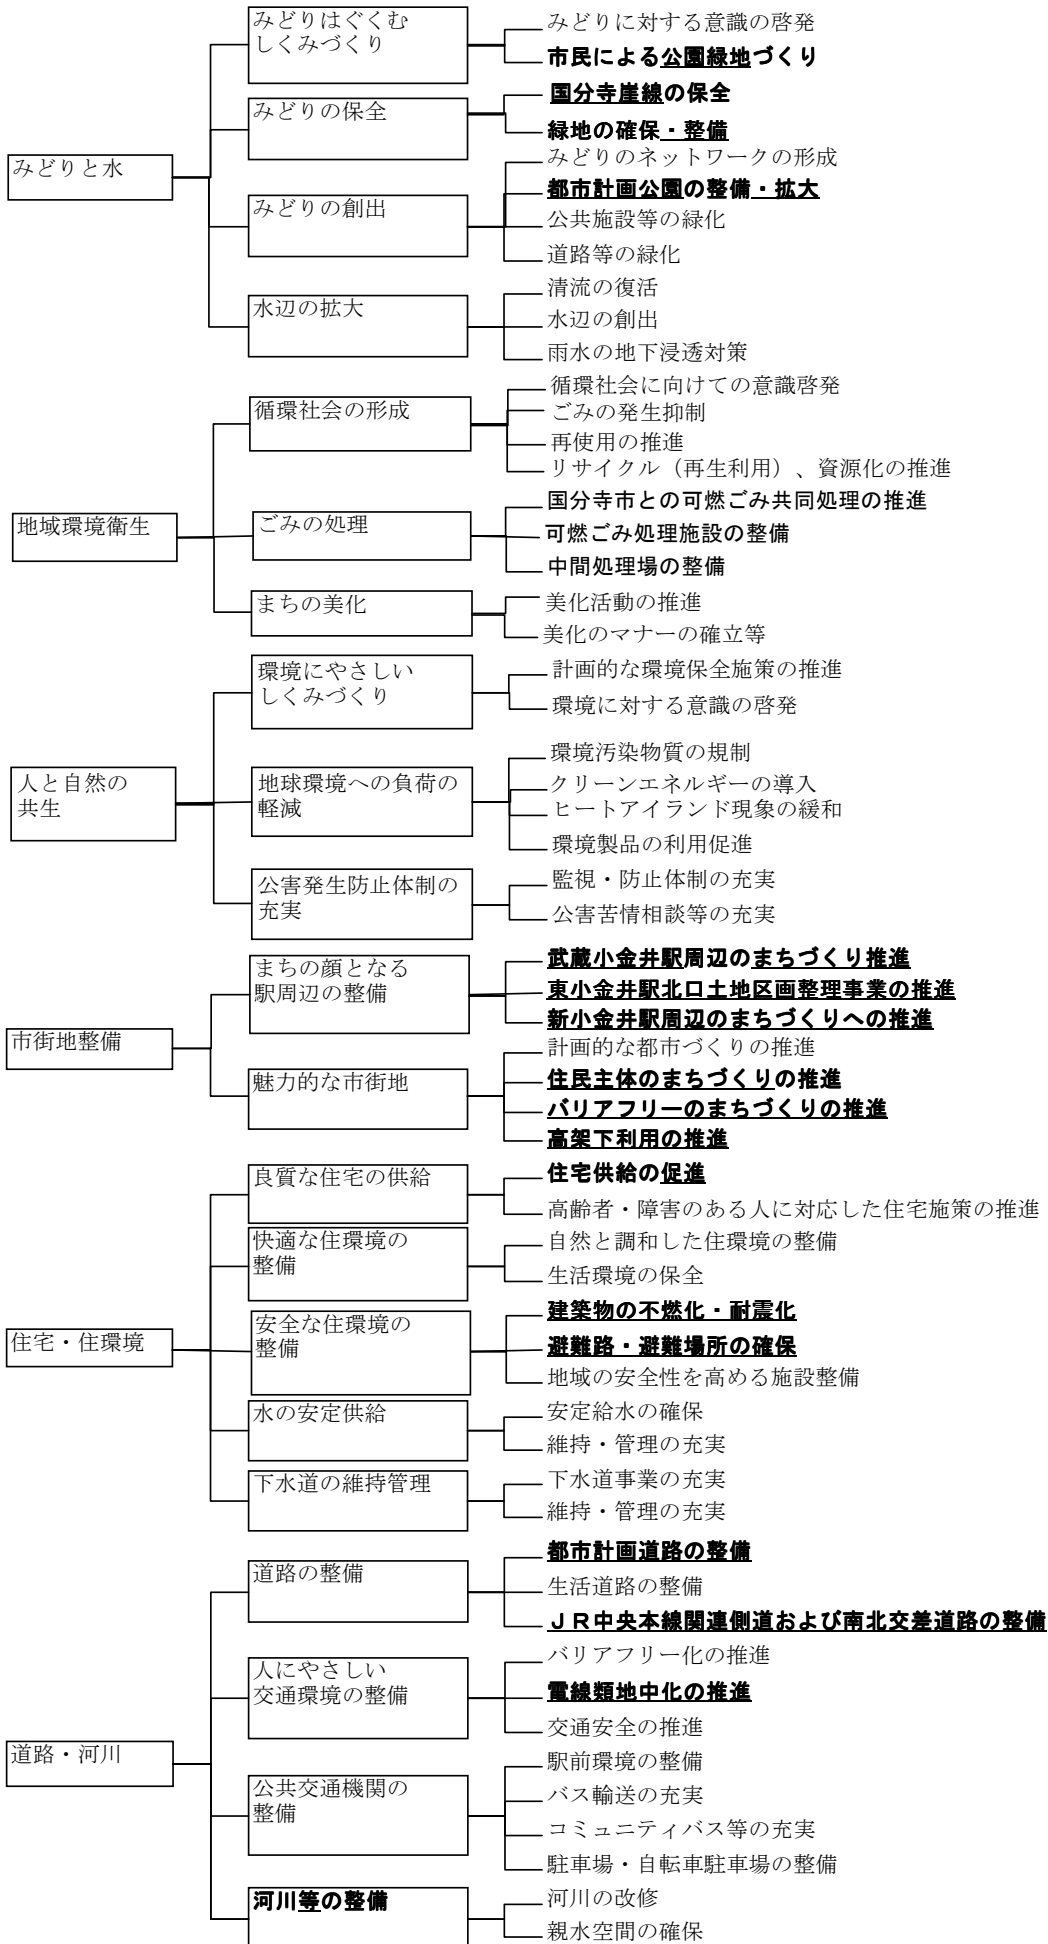 みどりと水
みどりはぐくむ
しくみづくり
みどりに対する意識の啓発
市民による公園緑地づくり
みどりの保全
国分寺崖線の保全
緑地の確保・整備
みどりの創出
みどりのネットワークの形成
都市計画公園の整備・拡大
公共施設等の緑化
道路等の緑化
水辺の拡大
清流の復活
水辺の創出
雨水の地下浸透対策
地域環境衛生
循環社会の形成
循環社会に向けての意識啓発
ごみの発生抑制
再使用の推進
リサイクル（再生利用）、資源化の推進
ごみの処理
国分寺市との可燃ごみ共同処理の推進
可燃ごみ処理施設の整備
中間処理場の整備
まちの美化
美化活動の推進
美化のマナーの確立等
人と自然の
共生
環境にやさしい
しくみづくり
計画的な環境保全施策の推進
環境に対する意識の啓発
地球環境への負荷の
軽減
環境汚染物質の規制
クリーンエネルギーの導入
ヒートアイランド現象の緩和
環境製品の利用促進
公害発生防止体制の
充実
監視・防止体制の充実
公害苦情相談等の充実
市街地整備
まちの顔となる
駅周辺の整備
武蔵小金井駅周辺のまちづくり推進
東小金井駅北口土地区画整理事業の推進
新小金井駅周辺のまちづくりへの推進
魅力的な市街地
計画的な都市づくりの推進
住民主体のまちづくりの推進
バリアフリーのまちづくりの推進
高架下利用の推進
住宅・住環境
良質な住宅の供給
住宅供給の促進
高齢者・障害のある人に対応した住宅施策の推進
快適な住環境の
整備
自然と調和した住環境の整備
生活環境の保全
安全な住環境の
整備
建築物の不燃化・耐震化
避難路・避難場所の確保
地域の安全性を高める施設整備
水の安定供給
安定給水の確保
維持・管理の充実
下水道の維持管理
下水道事業の充実
維持・管理の充実
道路・河川
道路の整備
都市計画道路の整備
生活道路の整備
ＪＲ中央本線関連側道および南北交差道路の整備
人にやさしい
交通環境の整備
バリアフリー化の推進
電線類地中化の推進
交通安全の推進
公共交通機関の
整備
駅前環境の整備
バス輸送の充実
コミュニティバス等の充実
駐車場・自転車駐車場の整備
河川等の整備
河川の改修
親水空間の確保